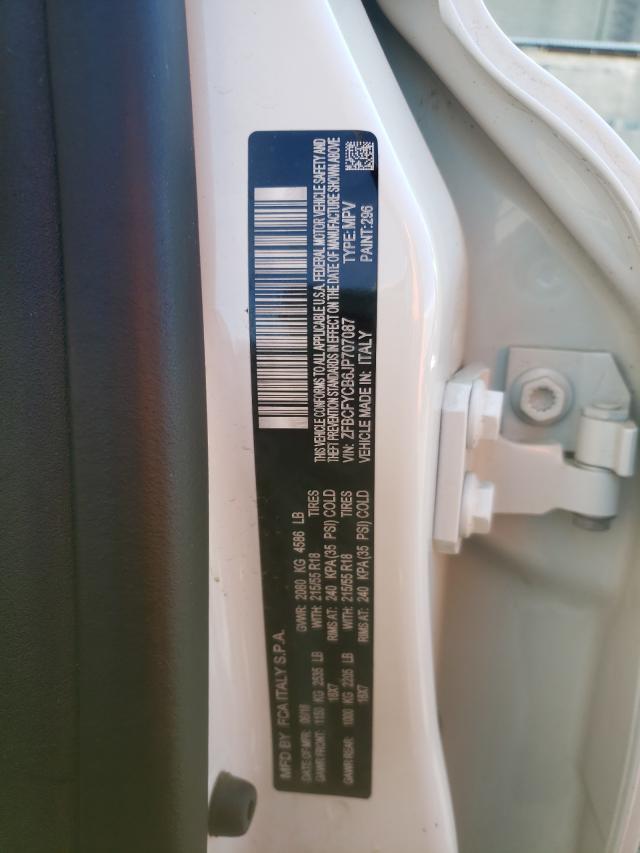 MFD BY FCA ITALY S.P.A.
DATE OF MFR: 06/18 GVWR: 2080 KG 4586 LB
GAWR FRONT: 1150 KG 2535 LB WITH: 215/55 R18 TIRES
18X7 RIMS AT: 240 KPA(35 PSI) COLD
GAWR REAR: 1000 KG 2205 LB WITH: 215/55 R18 TIRES
18X7 RIMS AT: 240 KPA(35 PSI) COLD
THIS VEHICLE CONFORMS TO ALL APPLICABLE U.S.A. FEDERAL MOTOR VEHICLE SAFETY AND
THEFT PREVENTION STANDARDS IN EFFECT ON THE DATE OF MANUFACTURE SHOWN ABOVE
VIN: ZFBCFYCB6JP707087 TYPE: MPV
VEHICLE MADE IN: ITALY PAINT:296